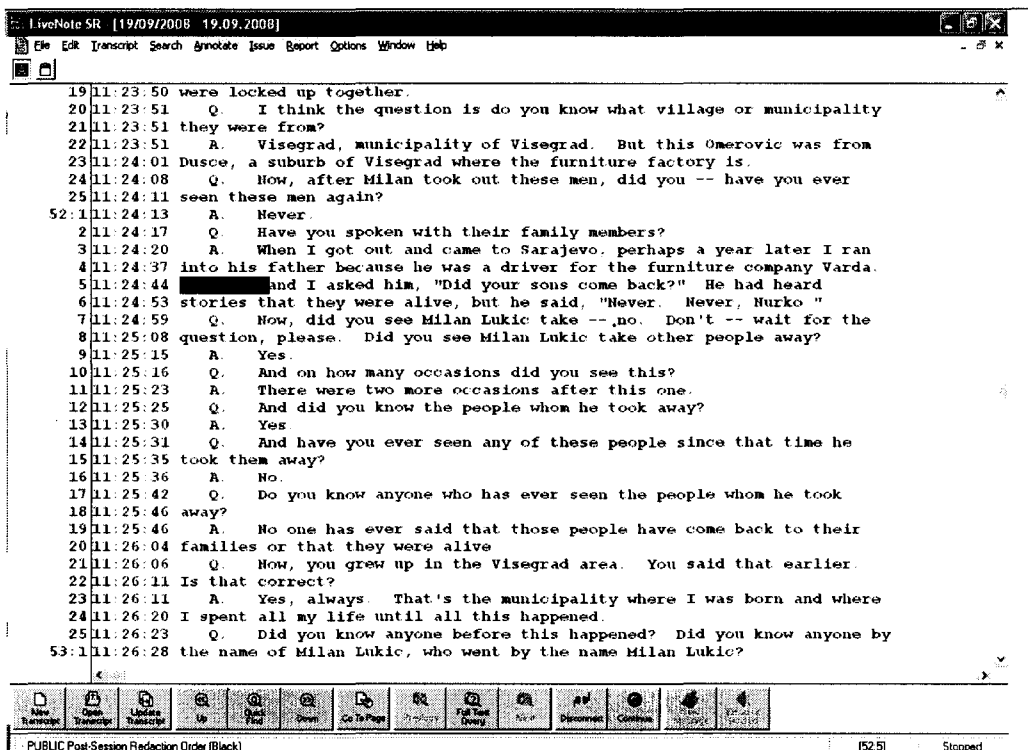 LiveNote SR - [19/09/2008 19.09.2008]
File Edit Transcript Search Annotate Issue Report Options Window Help
19 11:23:50 were locked up together.
20 11:23:51 Q. I think the question is do you know what village or municipality
21 11:23:51 they were from?
22 11:23:51 A. Visegrad, municipality of Visegrad. But this Omerovic was from
23 11:24:01 Dusce, a suburb of Visegrad where the furniture factory is.
24 11:24:08 Q. Now, after Milan took out these men, did you -- have you ever
25 11:24:11 seen these men again?
52:1 11:24:13 A. Never.
2 11:24:17 Q. Have you spoken with their family members?
3 11:24:20 A. When I got out and came to Sarajevo, perhaps a year later I ran
4 11:24:37 into his father because he was a driver for the furniture company Varda.
5 11:24:44 and I asked him, "Did your sons come back?" He had heard
6 11:24:53 stories that they were alive, but he said, "Never. Never, Nurko "
7 11:24:59 Q. Now, did you see Milan Lukic take -- no. Don't -- wait for the
8 11:25:08 question, please. Did you see Milan Lukic take other people away?
9 11:25:15 A. Yes.
10 11:25:16 Q. And on how many occasions did you see this?
11 11:25:23 A. There were two more occasions after this one.
12 11:25:25 Q. And did you know the people whom he took away?
13 11:25:30 A. Yes
14 11:25:31 Q. And have you ever seen any of these people since that time he
15 11:25:35 took them away?
16 11:25:36 A. No.
17 11:25:42 Q. Do you know anyone who has ever seen the people whom he took
18 11:25:46 away?
19 11:25:46 A. No one has ever said that those people have come back to their
20 11:26:04 families or that they were alive
21 11:26:06 Q. Now, you grew up in the Visegrad area. You said that earlier.
22 11:26:11 Is that correct?
23 11:26:11 A. Yes, always. That's the municipality where I was born and where
24 11:26:20 I spent all my life until all this happened.
25 11:26:23 Q. Did you know anyone before this happened? Did you know anyone by
53:1 11:26:28 the name of Milan Lukic, who went by the name Milan Lukic?
New Transcript Open Transcript Update Transcript Up Quick Find Down Go To Page Full Text Query Disconnect Continue
PUBLIC Post-Session Redaction Order (Black) [52:5] Stopped